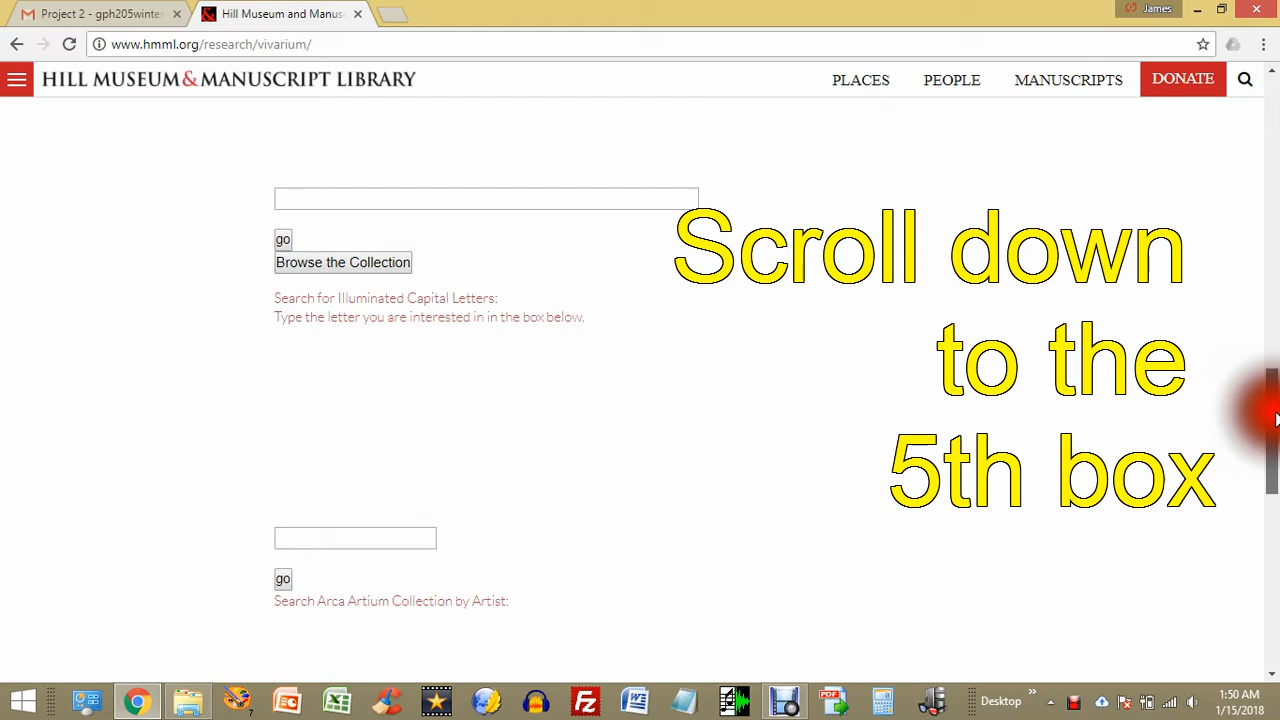 Project 2 - gph205winter
Hill Museum and Manus
James
www.hmml.org/research/vivarium/
HILL MUSEUM & MANUSCRIPT LIBRARY
PLACES
PEOPLE
MANUSCRIPTS
DONATE
go
Browse the Collection
Search for Illuminated Capital Letters:
Type the letter you are interested in in the box below.
Scroll down
to the
5th box
go
Search Arca Artium Collection by Artist:
Desktop
1:50 AM
1/15/2018